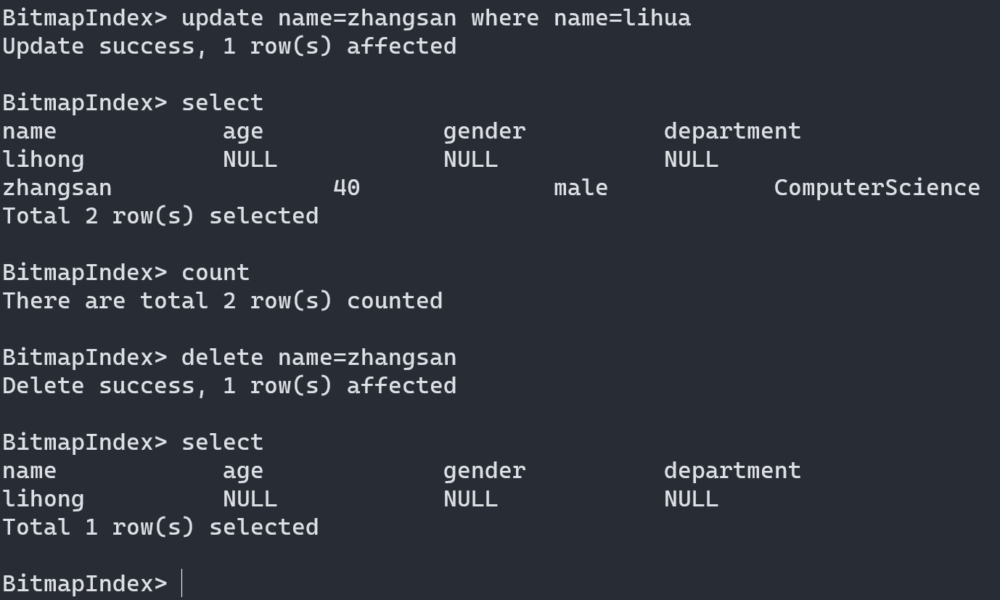 BitmapIndex> update name=zhangsan where name=lihua
Update success, 1 row(s) affected
BitmapIndex> select
name            age             gender          department
lihong          NULL            NULL            NULL
zhangsan                40              male            ComputerScience
Total 2 row(s) selected
BitmapIndex> count
There are total 2 row(s) counted
BitmapIndex> delete name=zhangsan
Delete success, 1 row(s) affected
BitmapIndex> select
name            age             gender          department
lihong          NULL            NULL            NULL
Total 1 row(s) selected
BitmapIndex>